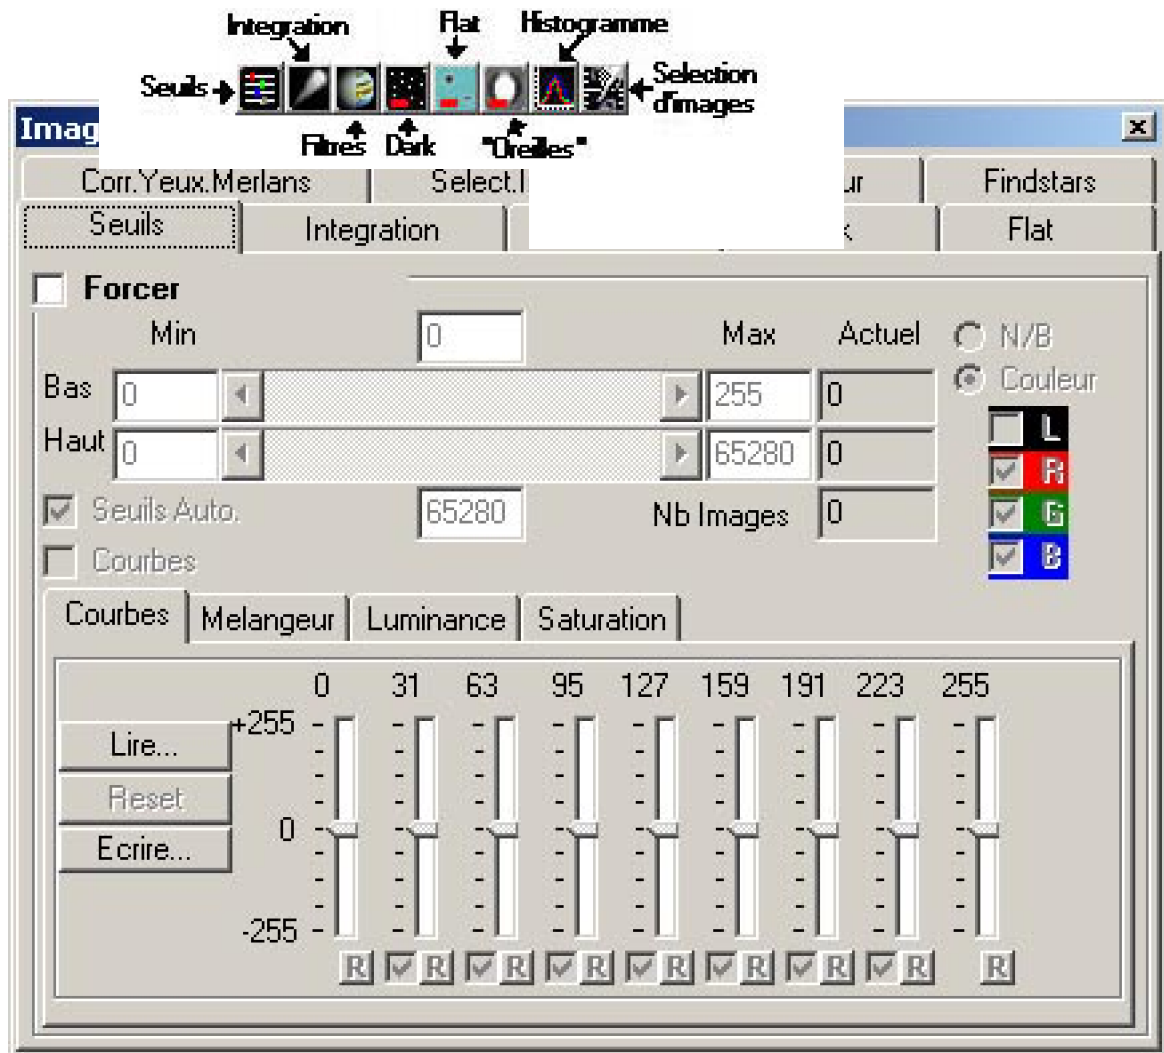 Integration Flat Histogramme
Seuils Selection
d'images
Filtres Dark "Oreilles"
Imag
Corr.Yeux.Merlans Select.I ur Findstars
Seuils Integration Flat
Forcer
Min 0 Max Actuel N/B
Bas 0 255 0 Couleur
L
Haut 0 65280 0
R
Seuils Auto. 65280 Nb Images 0 G
Courbes B
Courbes Melangeur Luminance Saturation
0 31 63 95 127 159 191 223 255
+255
Lire...
Reset
0
Ecrire...
-255
R R R R R R R R R